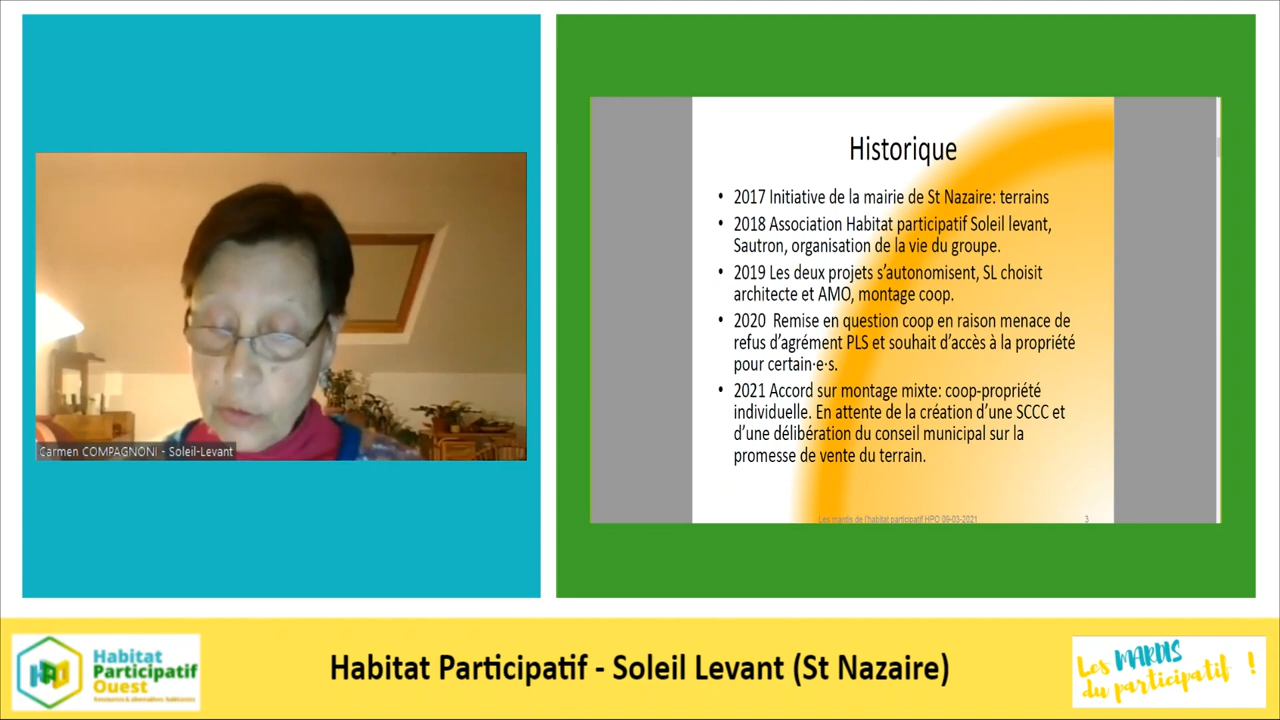 Historique
• 2017 Initiative de la mairie de St Nazaire: terrains
• 2018 Association Habitat participatif Soleil levant,
Sautron, organisation de la vie du groupe.
• 2019 Les deux projets s’autonomisent, SL choisit
architecte et AMO, montage coop.
• 2020 Remise en question coop en raison menace de
refus d’agrément PLS et souhait d’accès à la propriété
pour certain·e·s.
• 2021 Accord sur montage mixte: coop-propriété
individuelle. En attente de la création d’une SCCC et
d’une délibération du conseil municipal sur la
promesse de vente du terrain.
Les mardis de l'habitat participatif HPO 09-03-2021
3
Carmen COMPAGNONI - Soleil-Levant
Habitat
Participatif
Ouest
Habitat Participatif - Soleil Levant (St Nazaire)
Les MARDIS
du participatif !